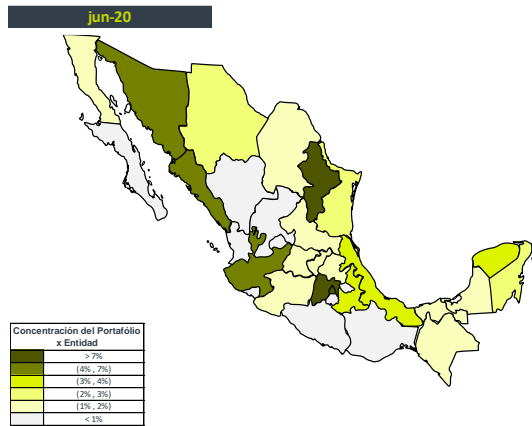 jun-20
Concentración del Portafólio
x Entidad
> 7%
(4% , 7%)
(3% , 4%)
(2% , 3%)
(1% , 2%)
< 1%